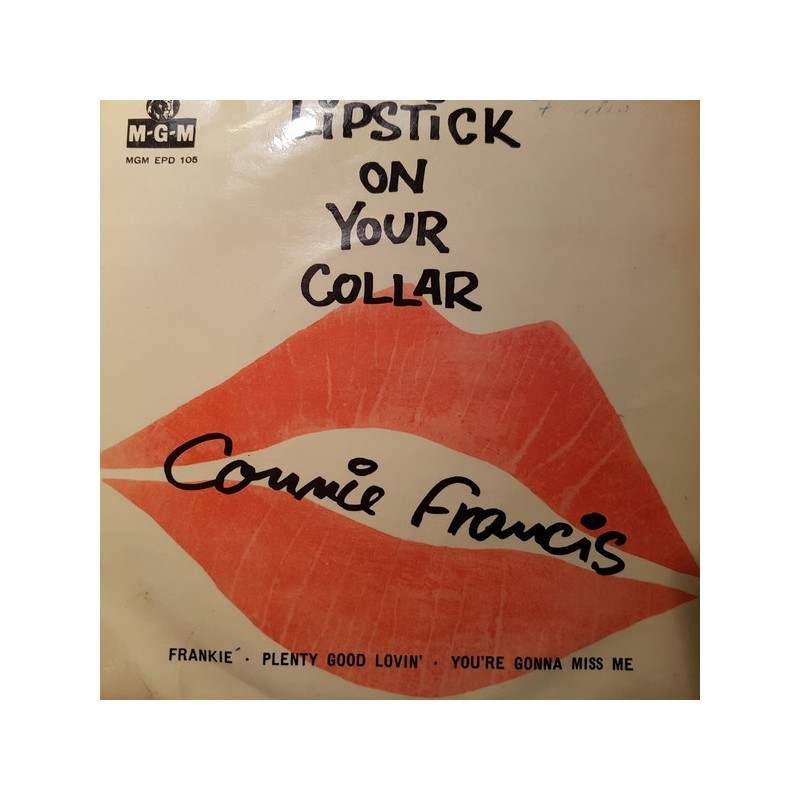 M-G-M
MGM EPD 105
LiPSTiCK
ON
YOUR
COLLAR
Connie Francis
FRANKIE · PLENTY GOOD LOVIN' · YOU'RE GONNA MISS ME